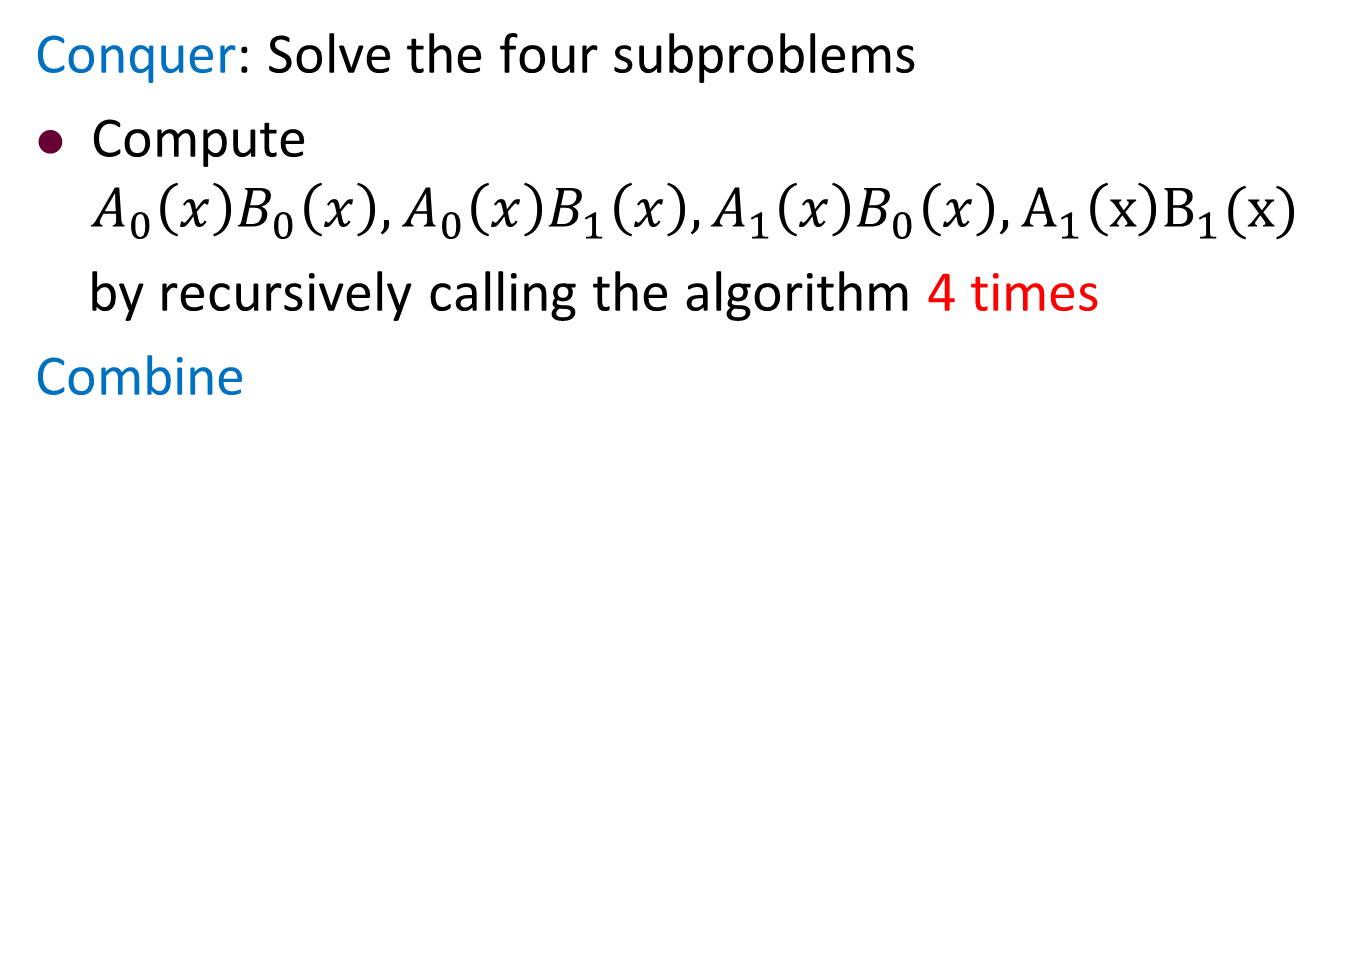 Conquer: Solve the four subproblems
● Compute
A₀(x)B₀(x), A₀(x)B₁(x), A₁(x)B₀(x), A₁(x)B₁(x)
by recursively calling the algorithm 4 times
Combine